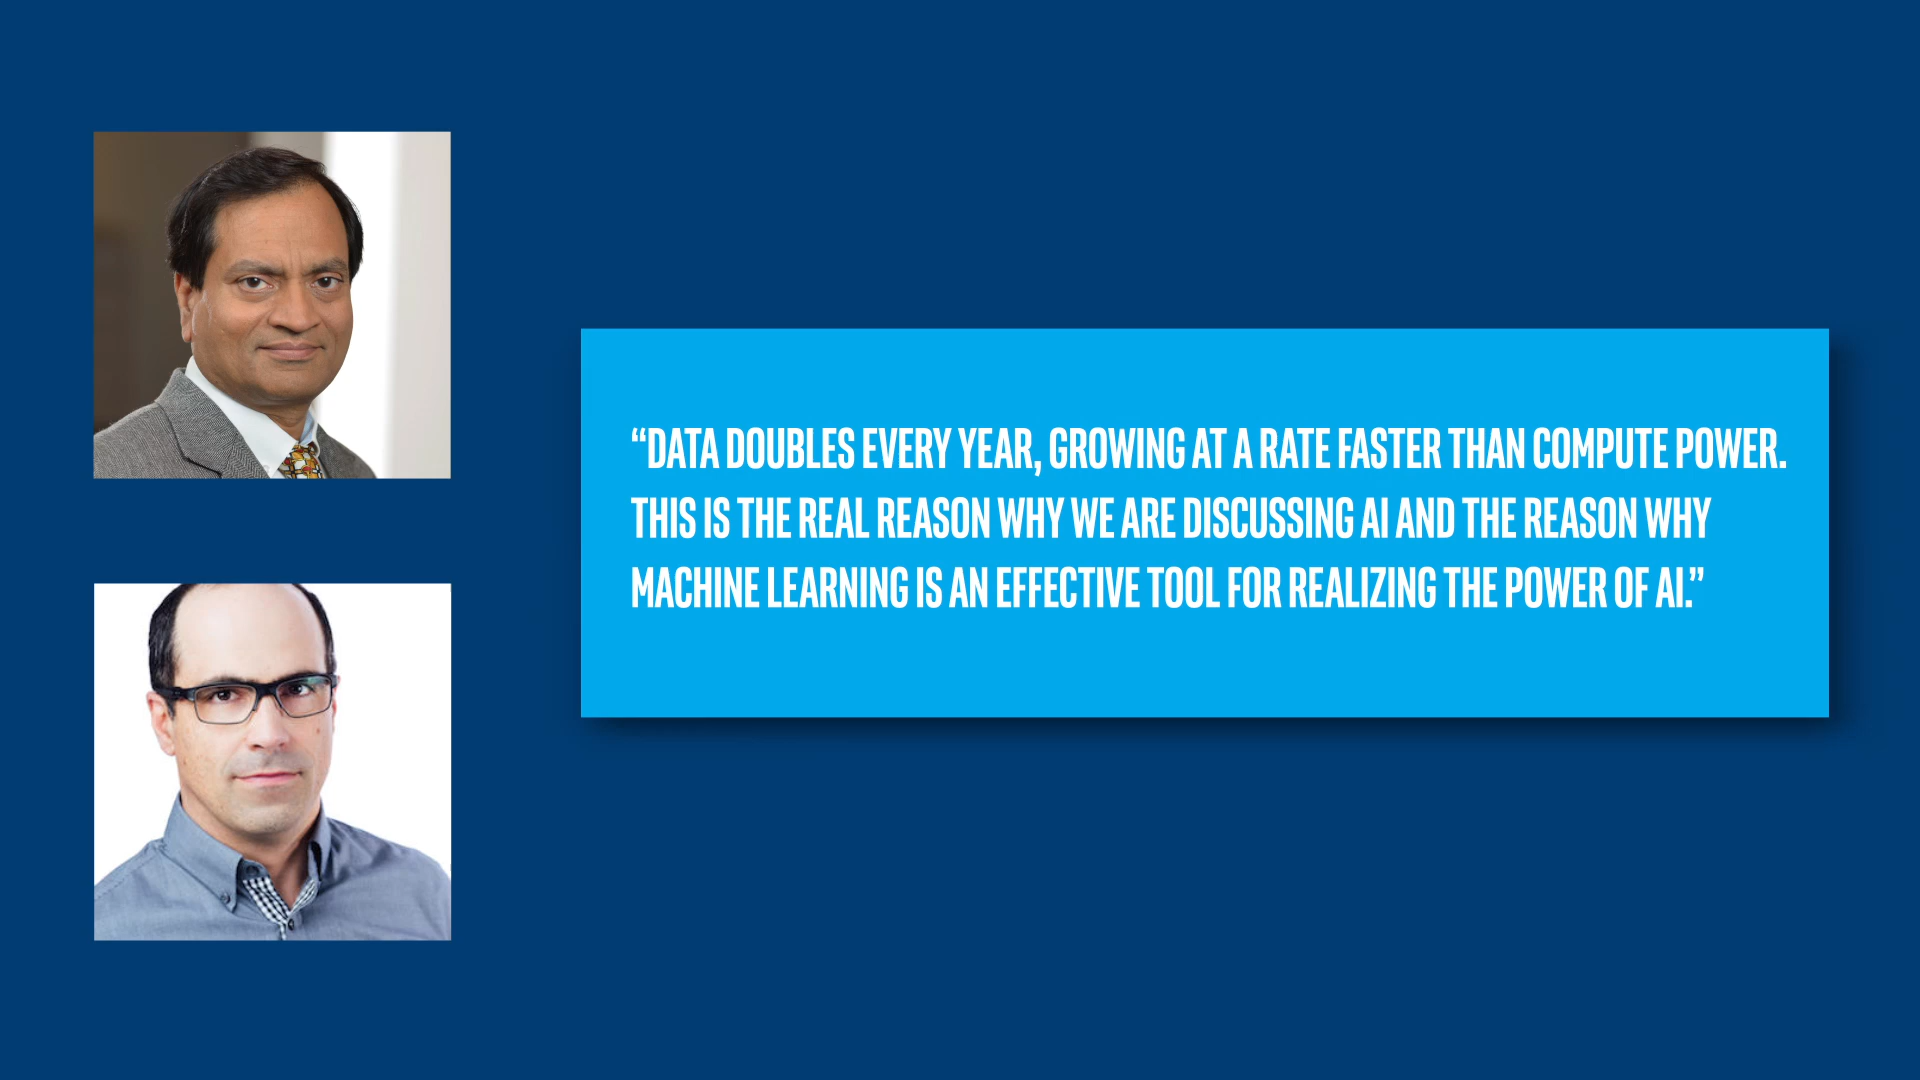 “DATA DOUBLES EVERY YEAR, GROWING AT A RATE FASTER THAN COMPUTE POWER.
THIS IS THE REAL REASON WHY WE ARE DISCUSSING AI AND THE REASON WHY
MACHINE LEARNING IS AN EFFECTIVE TOOL FOR REALIZING THE POWER OF AI.”